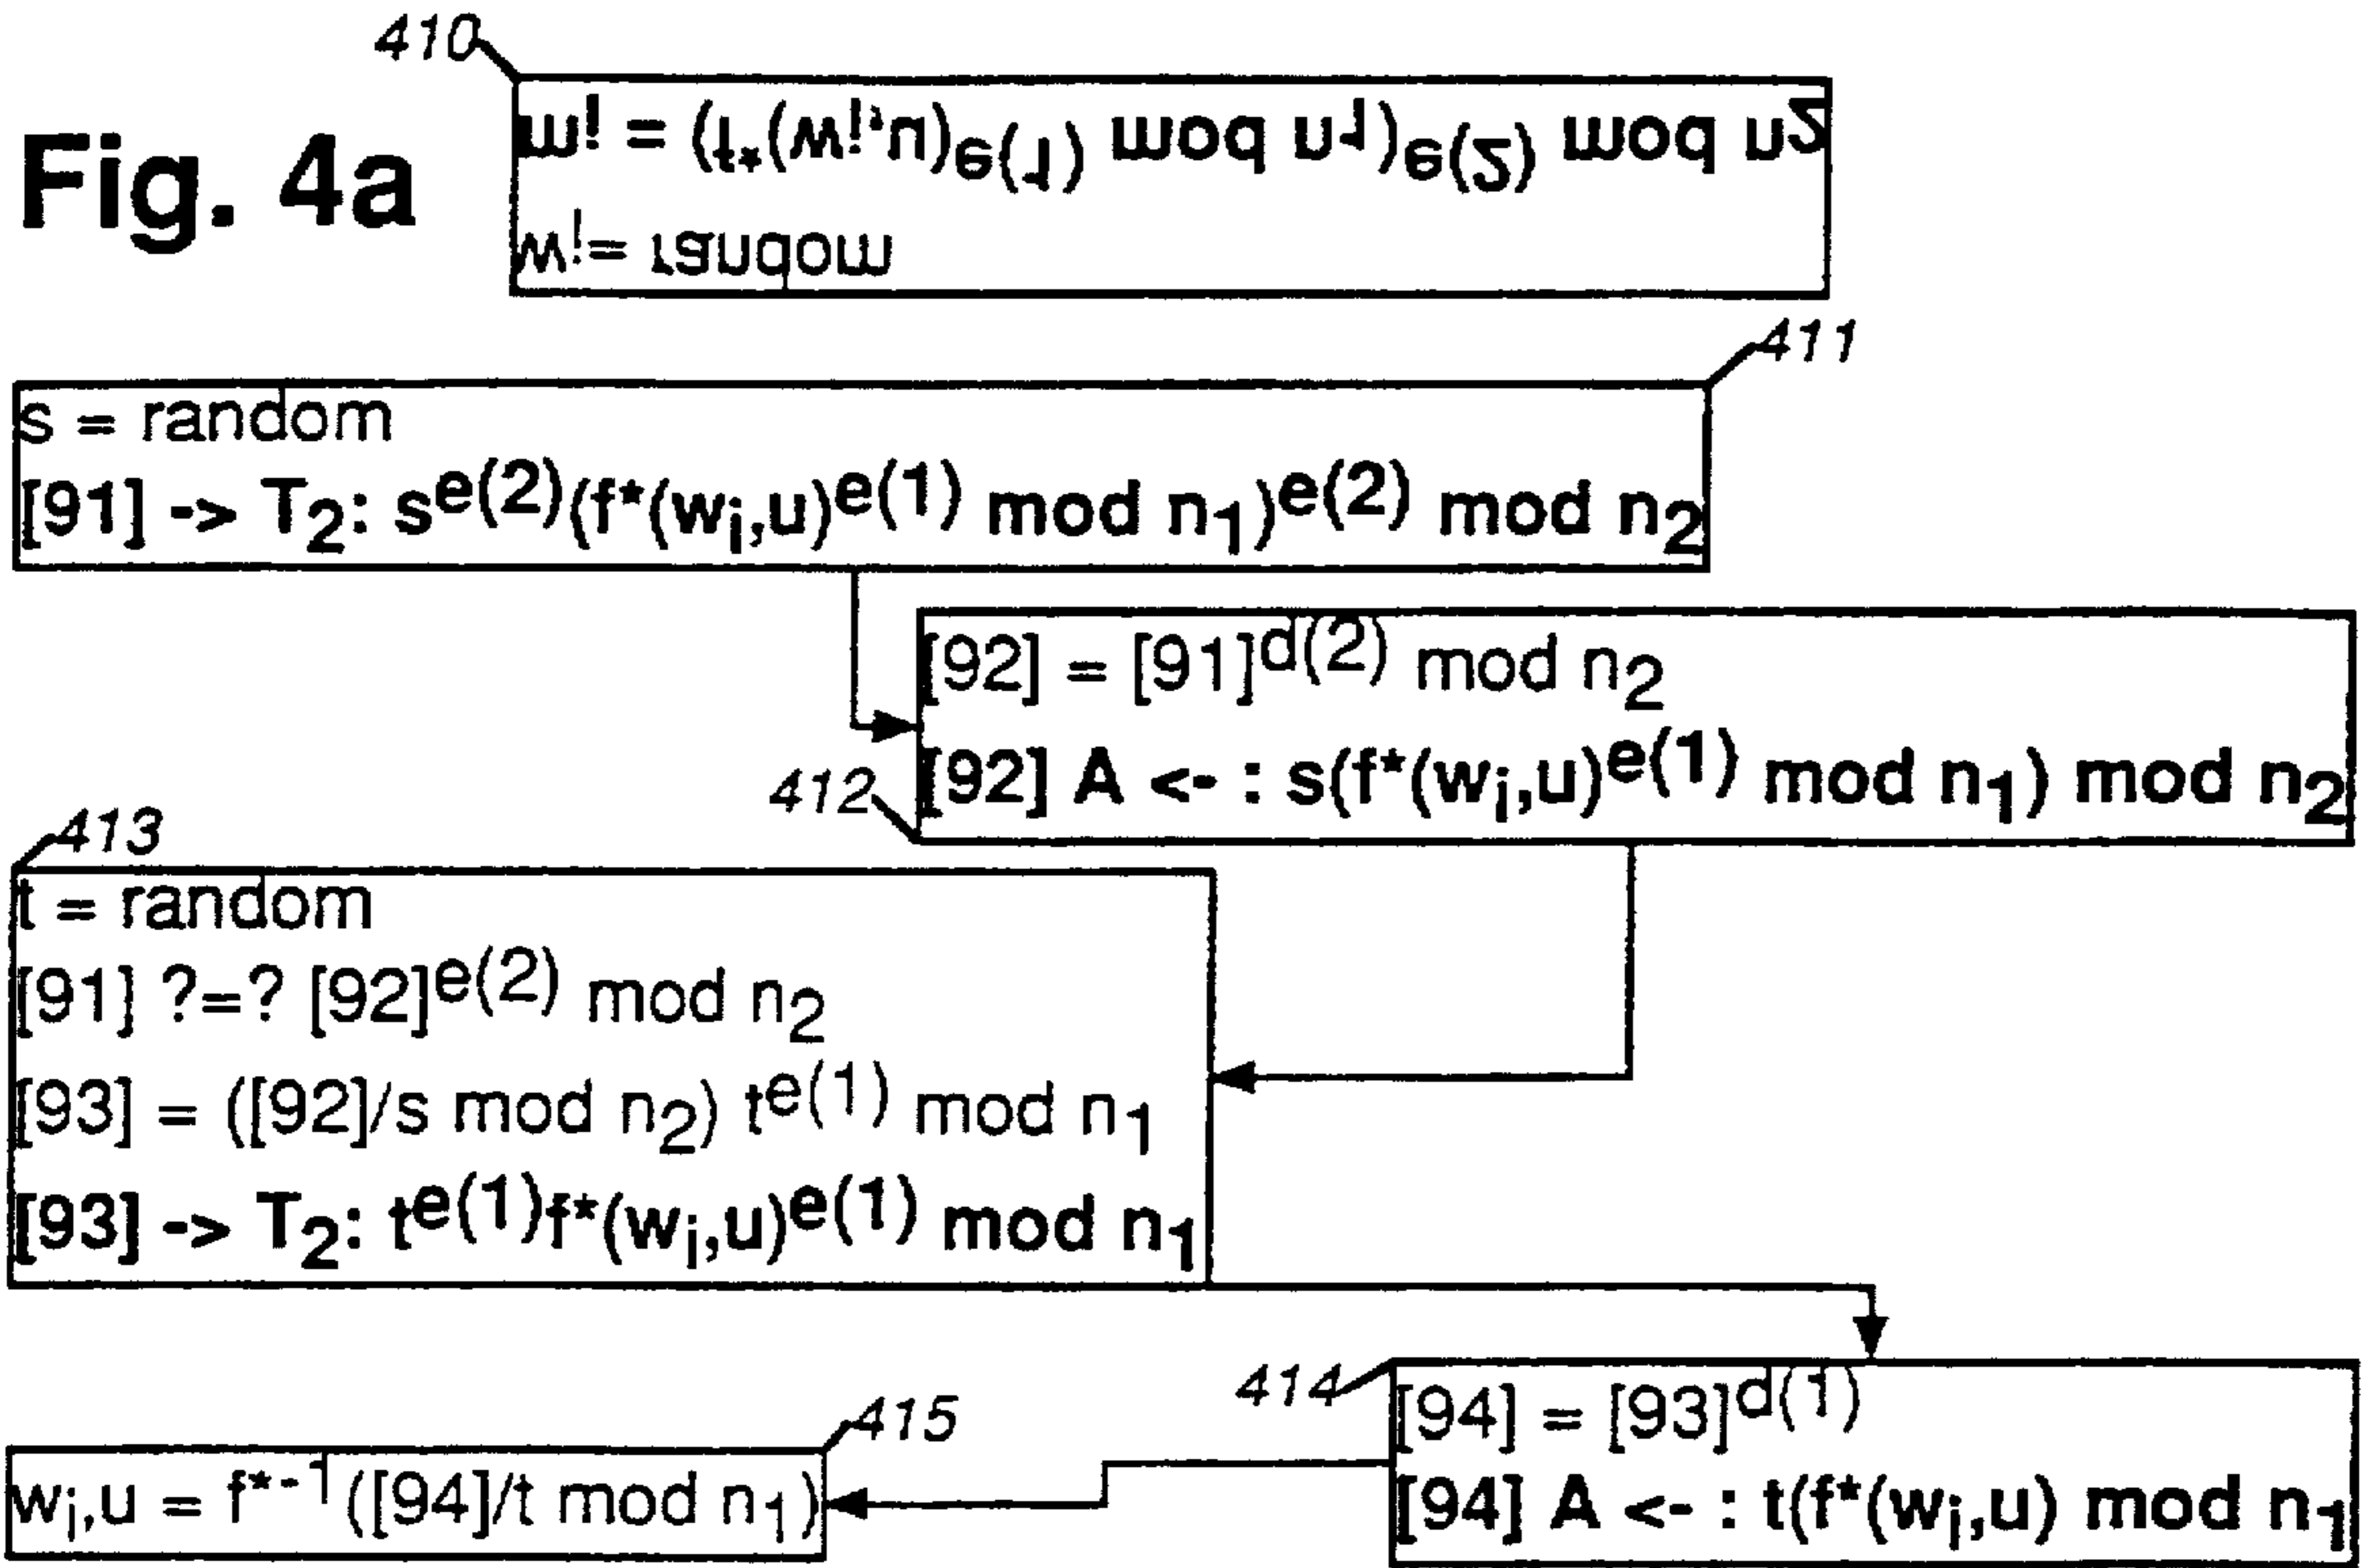 410
Fig. 4a
wi= random
mi = (f*(wi,u)e(1) mod n1)e(2) mod n2
411
s = random
[91] -> T2: se(2)(f*(wi,u)e(1) mod n1)e(2) mod n2
[92] = [91]d(2) mod n2
[92] A <- : s(f*(wi,u)e(1) mod n1) mod n2
412
413
t = random
[91] ?=? [92]e(2) mod n2
[93] = ([92]/s mod n2) te(1) mod n1
[93] -> T2: te(1)f*(wi,u)e(1) mod n1
414
[94] = [93]d(1)
[94] A <- : t(f*(wi,u) mod n1
415
wi,u = f*-1([94]/t mod n1)